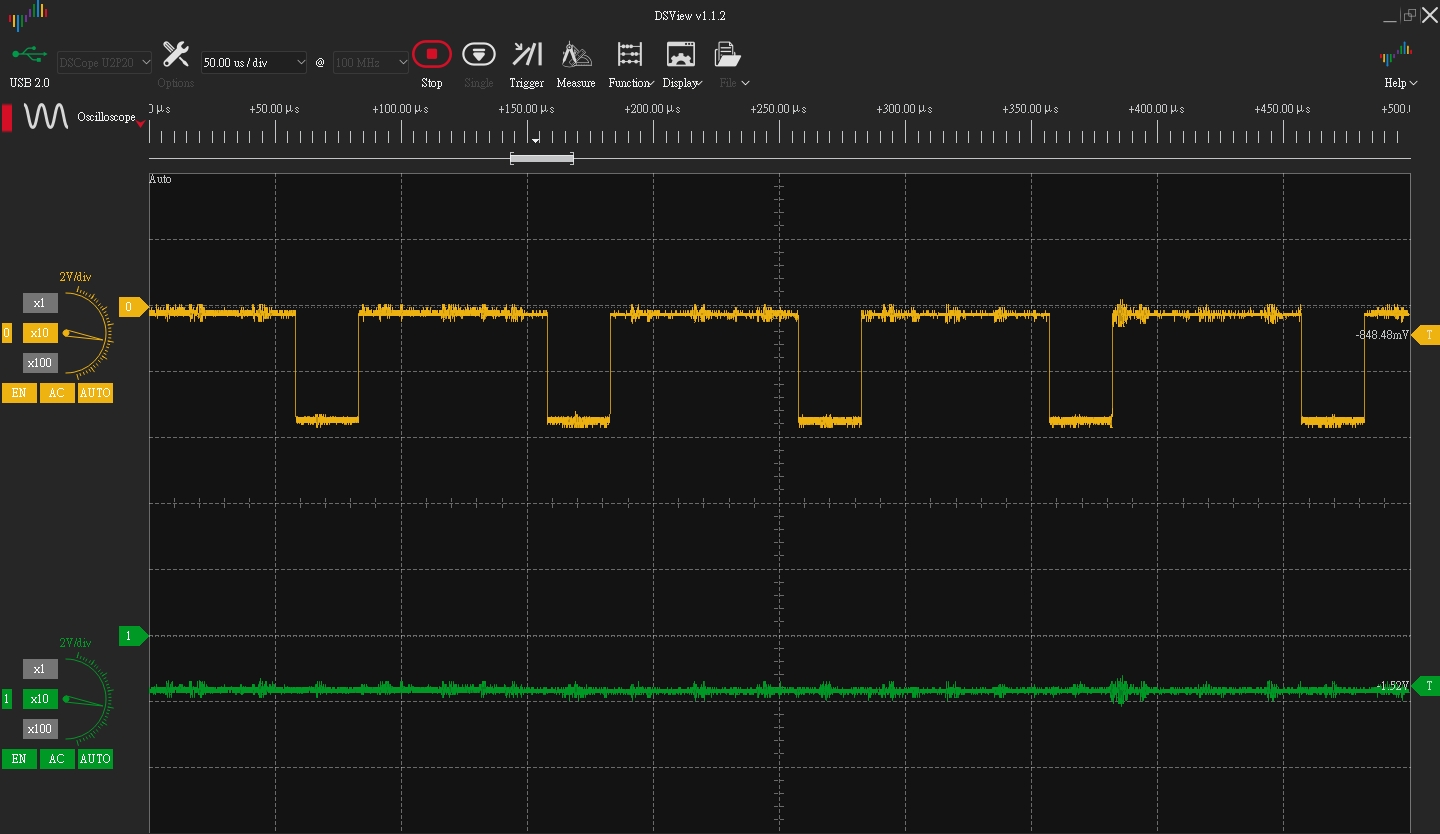 DSView v1.1.2
USB 2.0
DSCope U2P20
Options
50.00 us / div
@
100 MHz
Stop
Single
Trigger
Measure
Function
Display
File
Help
Oscilloscope
0 μs
+50.00 μs
+100.00 μs
+150.00 μs
+200.00 μs
+250.00 μs
+300.00 μs
+350.00 μs
+400.00 μs
+450.00 μs
+500.
Auto
2V/div
x1
0
x10
x100
EN
AC
AUTO
0
-848.48mV
T
2V/div
x1
1
x10
x100
EN
AC
AUTO
1
-1.52V
T